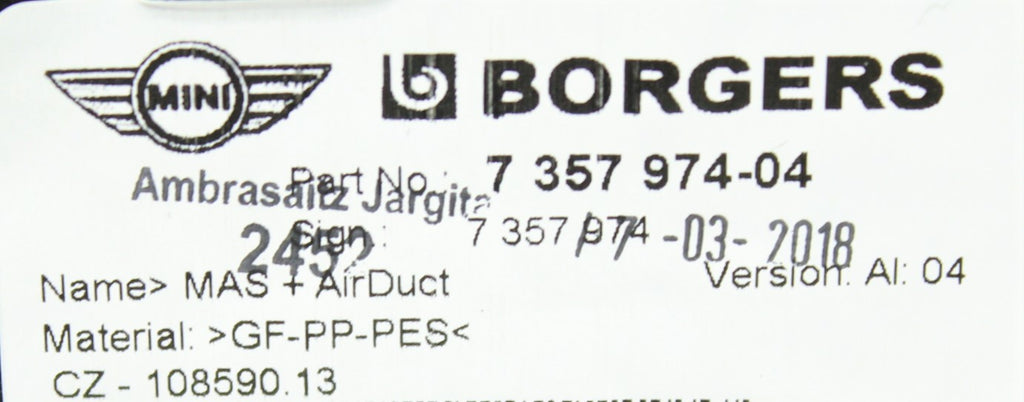 MINI BORGERS
Part No.: 7 357 974-04
Ambrasaitz Jargita
Sign.: 7 357 974 17-03-2018
2452
Version: AI: 04
Name> MAS + AirDuct
Material: >GF-PP-PES<
CZ - 108590.13